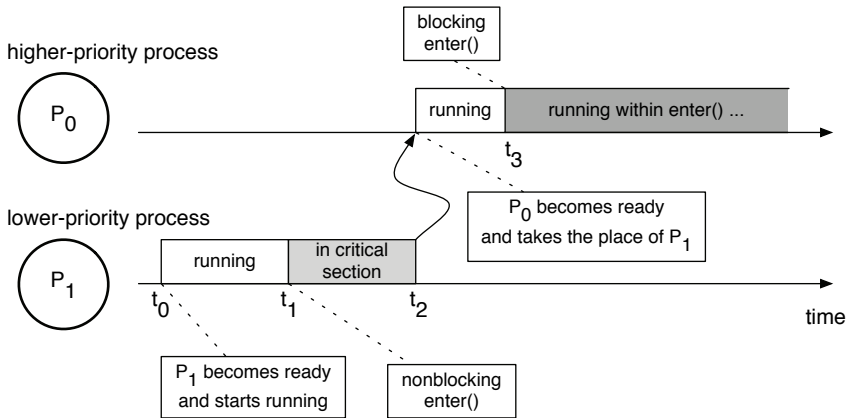 blocking
enter()
higher-priority process
P0
running
running within enter() ...
t3
P0 becomes ready
and takes the place of P1
lower-priority process
P1
running
in critical
section
t0
t1
t2
time
P1 becomes ready
and starts running
nonblocking
enter()